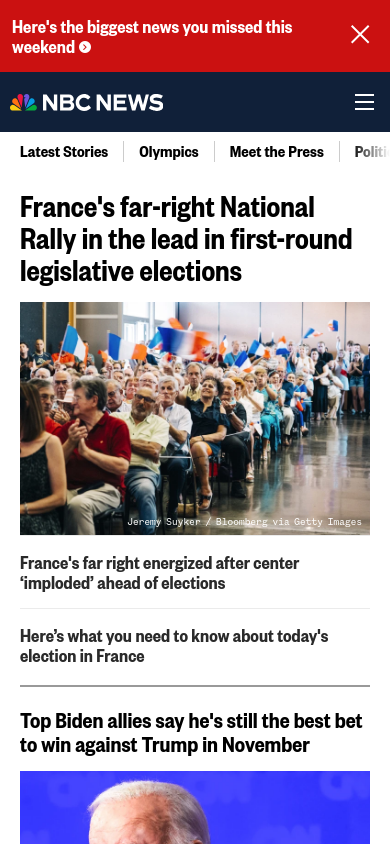 Here's the biggest news you missed this
weekend
NBC NEWS
Latest Stories
Olympics
Meet the Press
Politi
France's far-right National
Rally in the lead in first-round
legislative elections
Jeremy Suyker / Bloomberg via Getty Images
France's far right energized after center
‘imploded’ ahead of elections
Here’s what you need to know about today's
election in France
Top Biden allies say he's still the best bet
to win against Trump in November